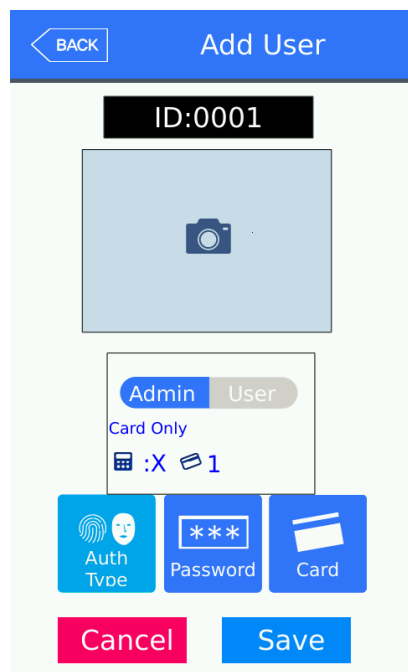 BACK
Add User
ID:0001
Admin User
Card Only
:X 1
***
Auth
Type
Password
Card
Cancel
Save